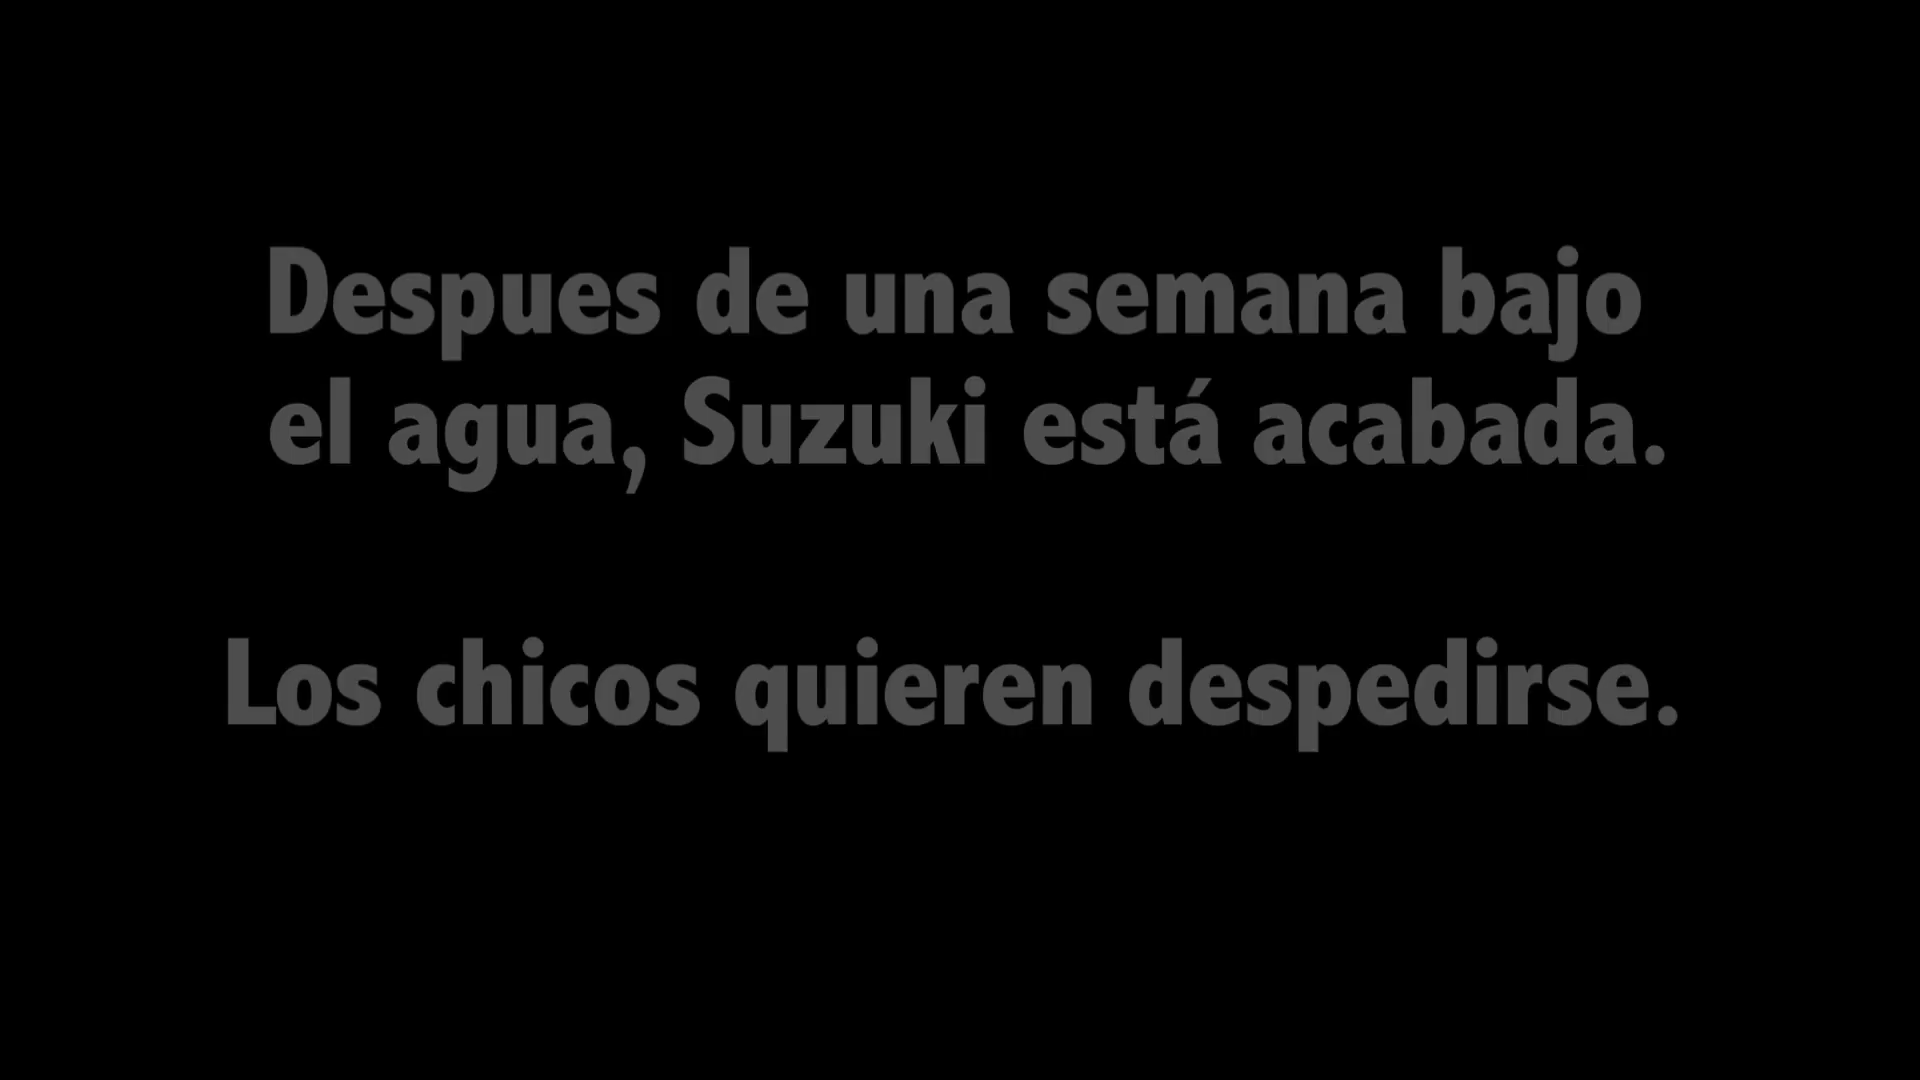 Despues de una semana bajo
el agua, Suzuki está acabada.
Los chicos quieren despedirse.